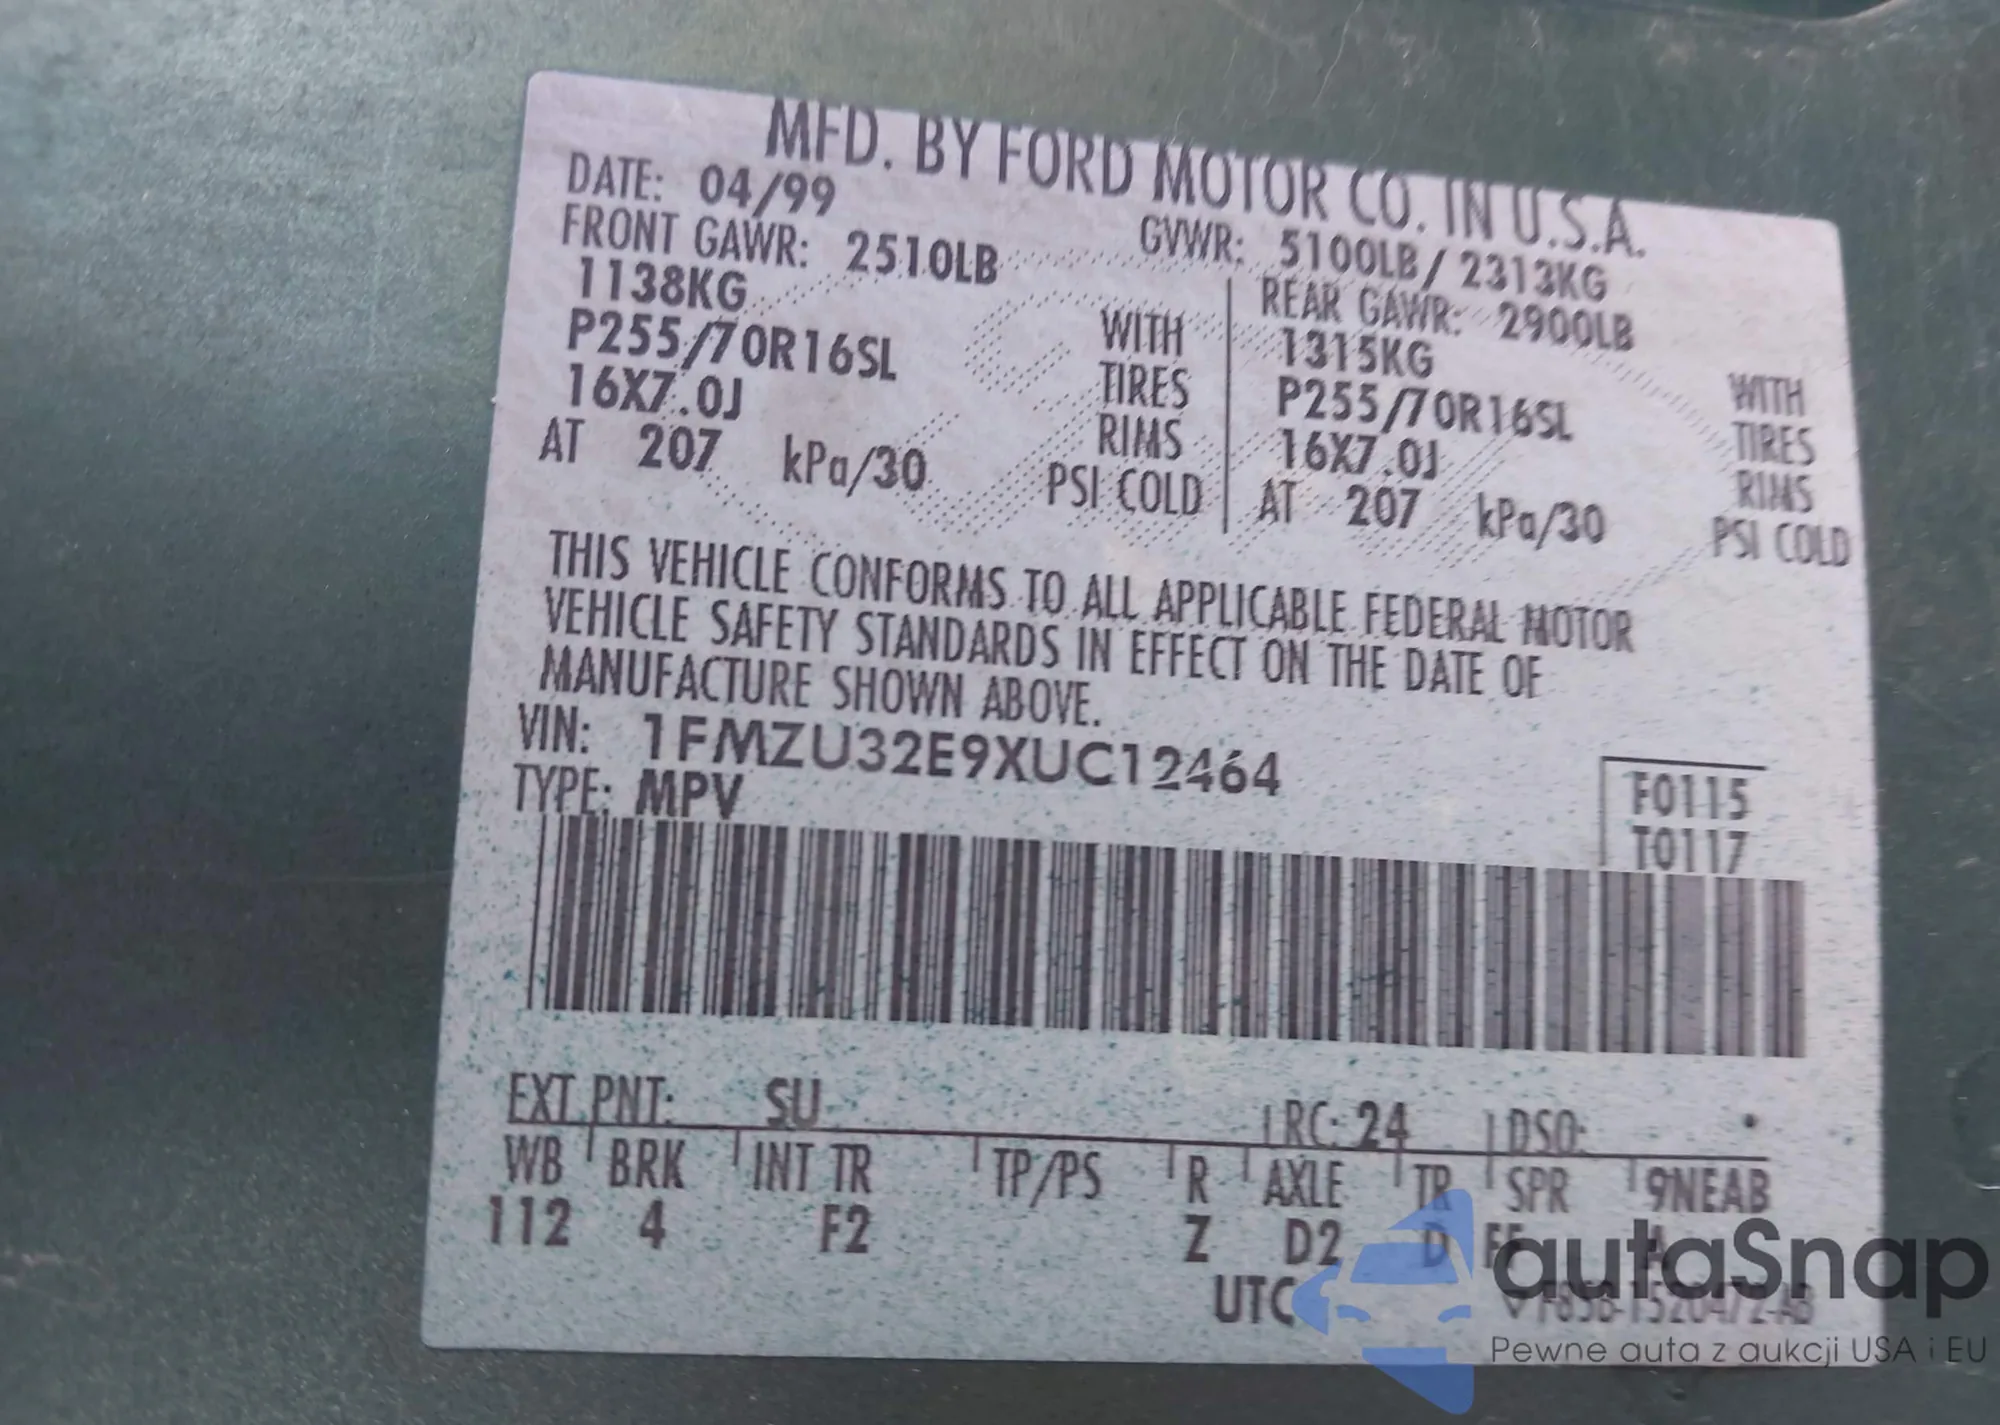 MFD. BY FORD MOTOR CO. IN U.S.A.
DATE: 04/99 GVWR: 5100LB / 2313KG
FRONT GAWR: 2510LB REAR GAWR: 2900LB
1138KG WITH 1315KG WITH
P255/70R16SL TIRES P255/70R16SL TIRES
16X7.0J RIMS 16X7.0J RIMS
AT 207 kPa/30 PSI COLD AT 207 kPa/30 PSI COLD
THIS VEHICLE CONFORMS TO ALL APPLICABLE FEDERAL MOTOR
VEHICLE SAFETY STANDARDS IN EFFECT ON THE DATE OF
MANUFACTURE SHOWN ABOVE.
VIN: 1FMZU32E9XUC12464
TYPE: MPV
F0115
T0117
EXT PNT: SU RC: 24 DSO:
WB BRK INT TR TP/PS R AXLE TR SPR 9NEAB
112 4 F2 Z D2 D
UTC
autaSnap
Pewne auta z aukcji USA i EU